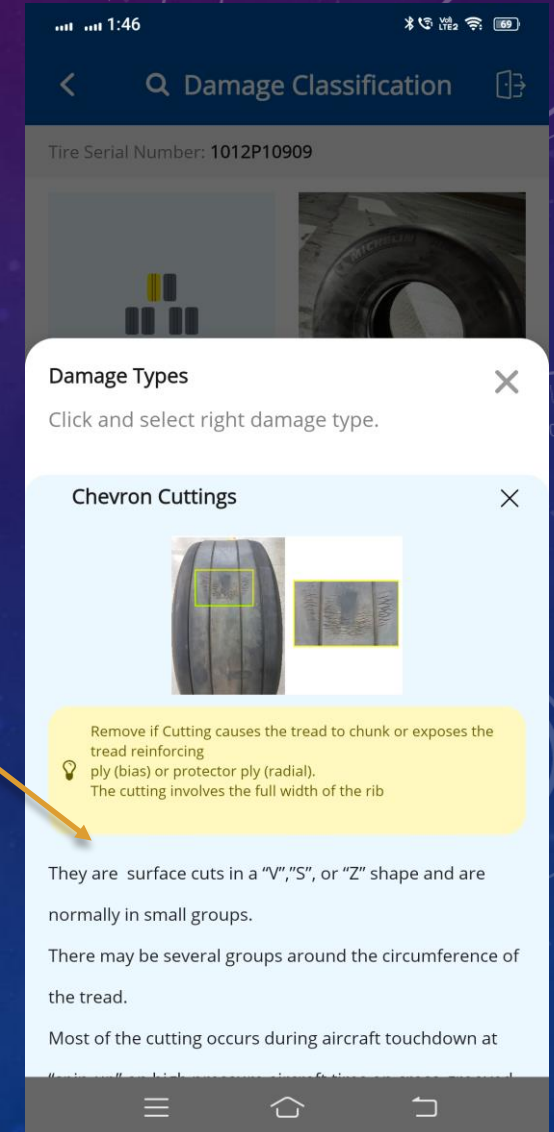 1:46
Vo) LTE2 69
Damage Classification
Tire Serial Number: 1012P10909
MICHELIN
Damage Types
Click and select right damage type.
Chevron Cuttings
Remove if Cutting causes the tread to chunk or exposes the
tread reinforcing
ply (bias) or protector ply (radial).
The cutting involves the full width of the rib
They are surface cuts in a “V”,”S”, or “Z” shape and are
normally in small groups.
There may be several groups around the circumference of
the tread.
Most of the cutting occurs during aircraft touchdown at